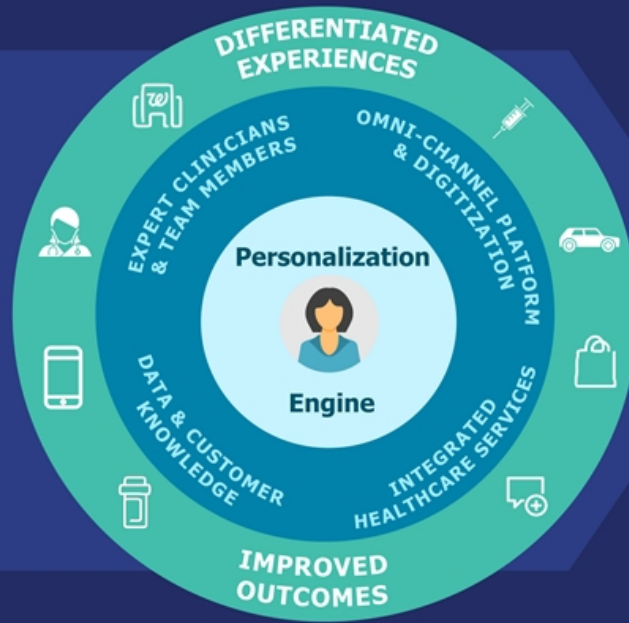 DIFFERENTIATED
EXPERIENCES
EXPERT CLINICIANS
& TEAM MEMBERS
OMNI-CHANNEL PLATFORM
& DIGITIZATION
Personalization
Engine
DATA & CUSTOMER
KNOWLEDGE
INTEGRATED
HEALTHCARE SERVICES
IMPROVED
OUTCOMES